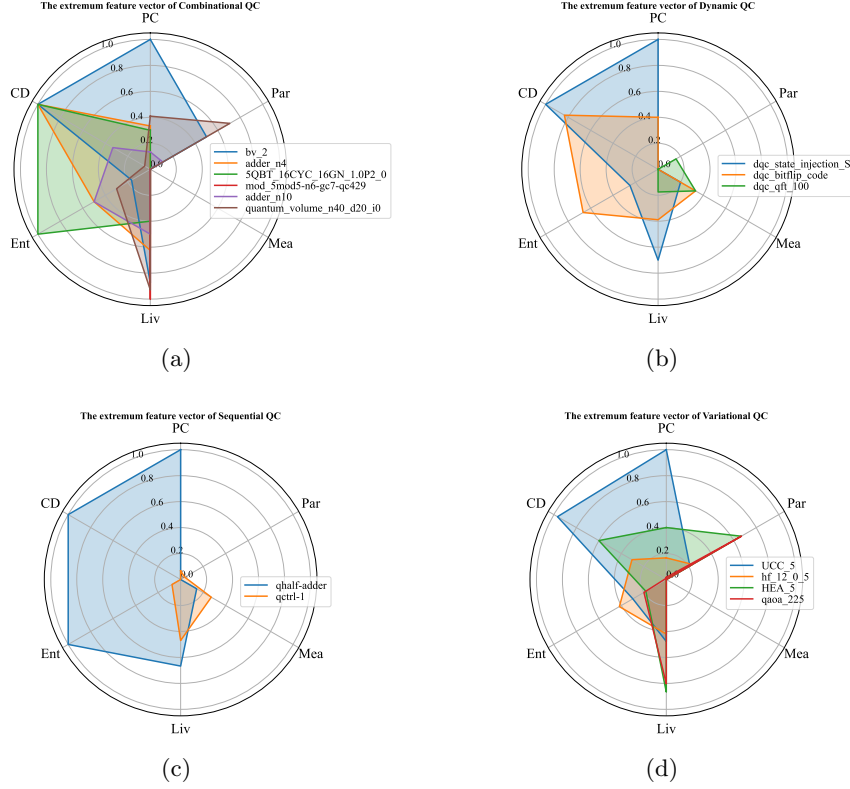 The extremum feature vector of Combinational QC
PC
1.0
0.8
0.6
0.4
0.2
0.0
CD
Par
Ent
Mea
Liv
bv_2
adder_n4
5QBT_16CYC_16GN_1.0P2_0
mod_5mod5-n6-gc7-qc429
adder_n10
quantum_volume_n40_d20_i0
(a)
The extremum feature vector of Dynamic QC
PC
1.0
0.8
0.6
0.4
0.2
0.0
CD
Par
Ent
Mea
Liv
dqc_state_injection_S
dqc_bitflip_code
dqc_qft_100
(b)
The extremum feature vector of Sequential QC
PC
1.0
0.8
0.6
0.4
0.2
0.0
CD
Par
Ent
Mea
Liv
qhalf-adder
qctrl-1
(c)
The extremum feature vector of Variational QC
PC
1.0
0.8
0.6
0.4
0.2
0.0
CD
Par
Ent
Mea
Liv
UCC_5
hf_12_0_5
HEA_5
qaoa_225
(d)